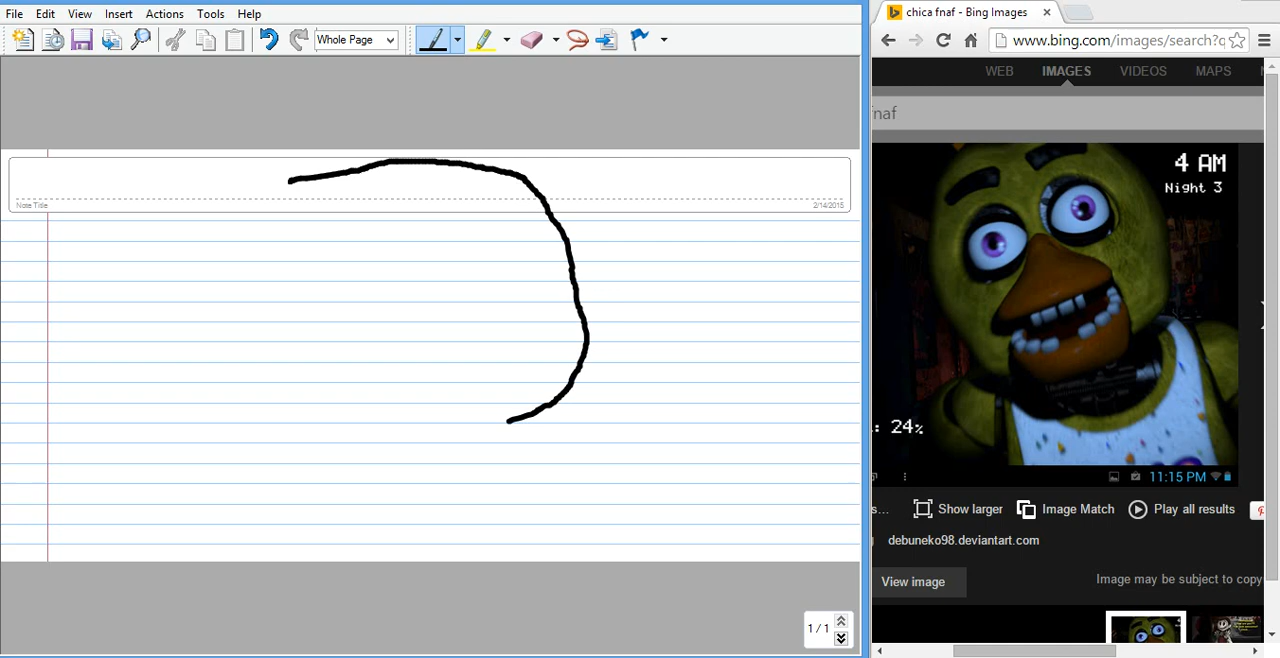 File Edit View Insert Actions Tools Help
Whole Page
Note Title
2/14/2015
1 / 1
chica fnaf - Bing Images
www.bing.com/images/search?q
WEB IMAGES VIDEOS MAPS
fnaf
4 AM
Night 3
: 24%
11:15 PM
s... Show larger Image Match Play all results
debuneko98.deviantart.com
View image
Image may be subject to copy